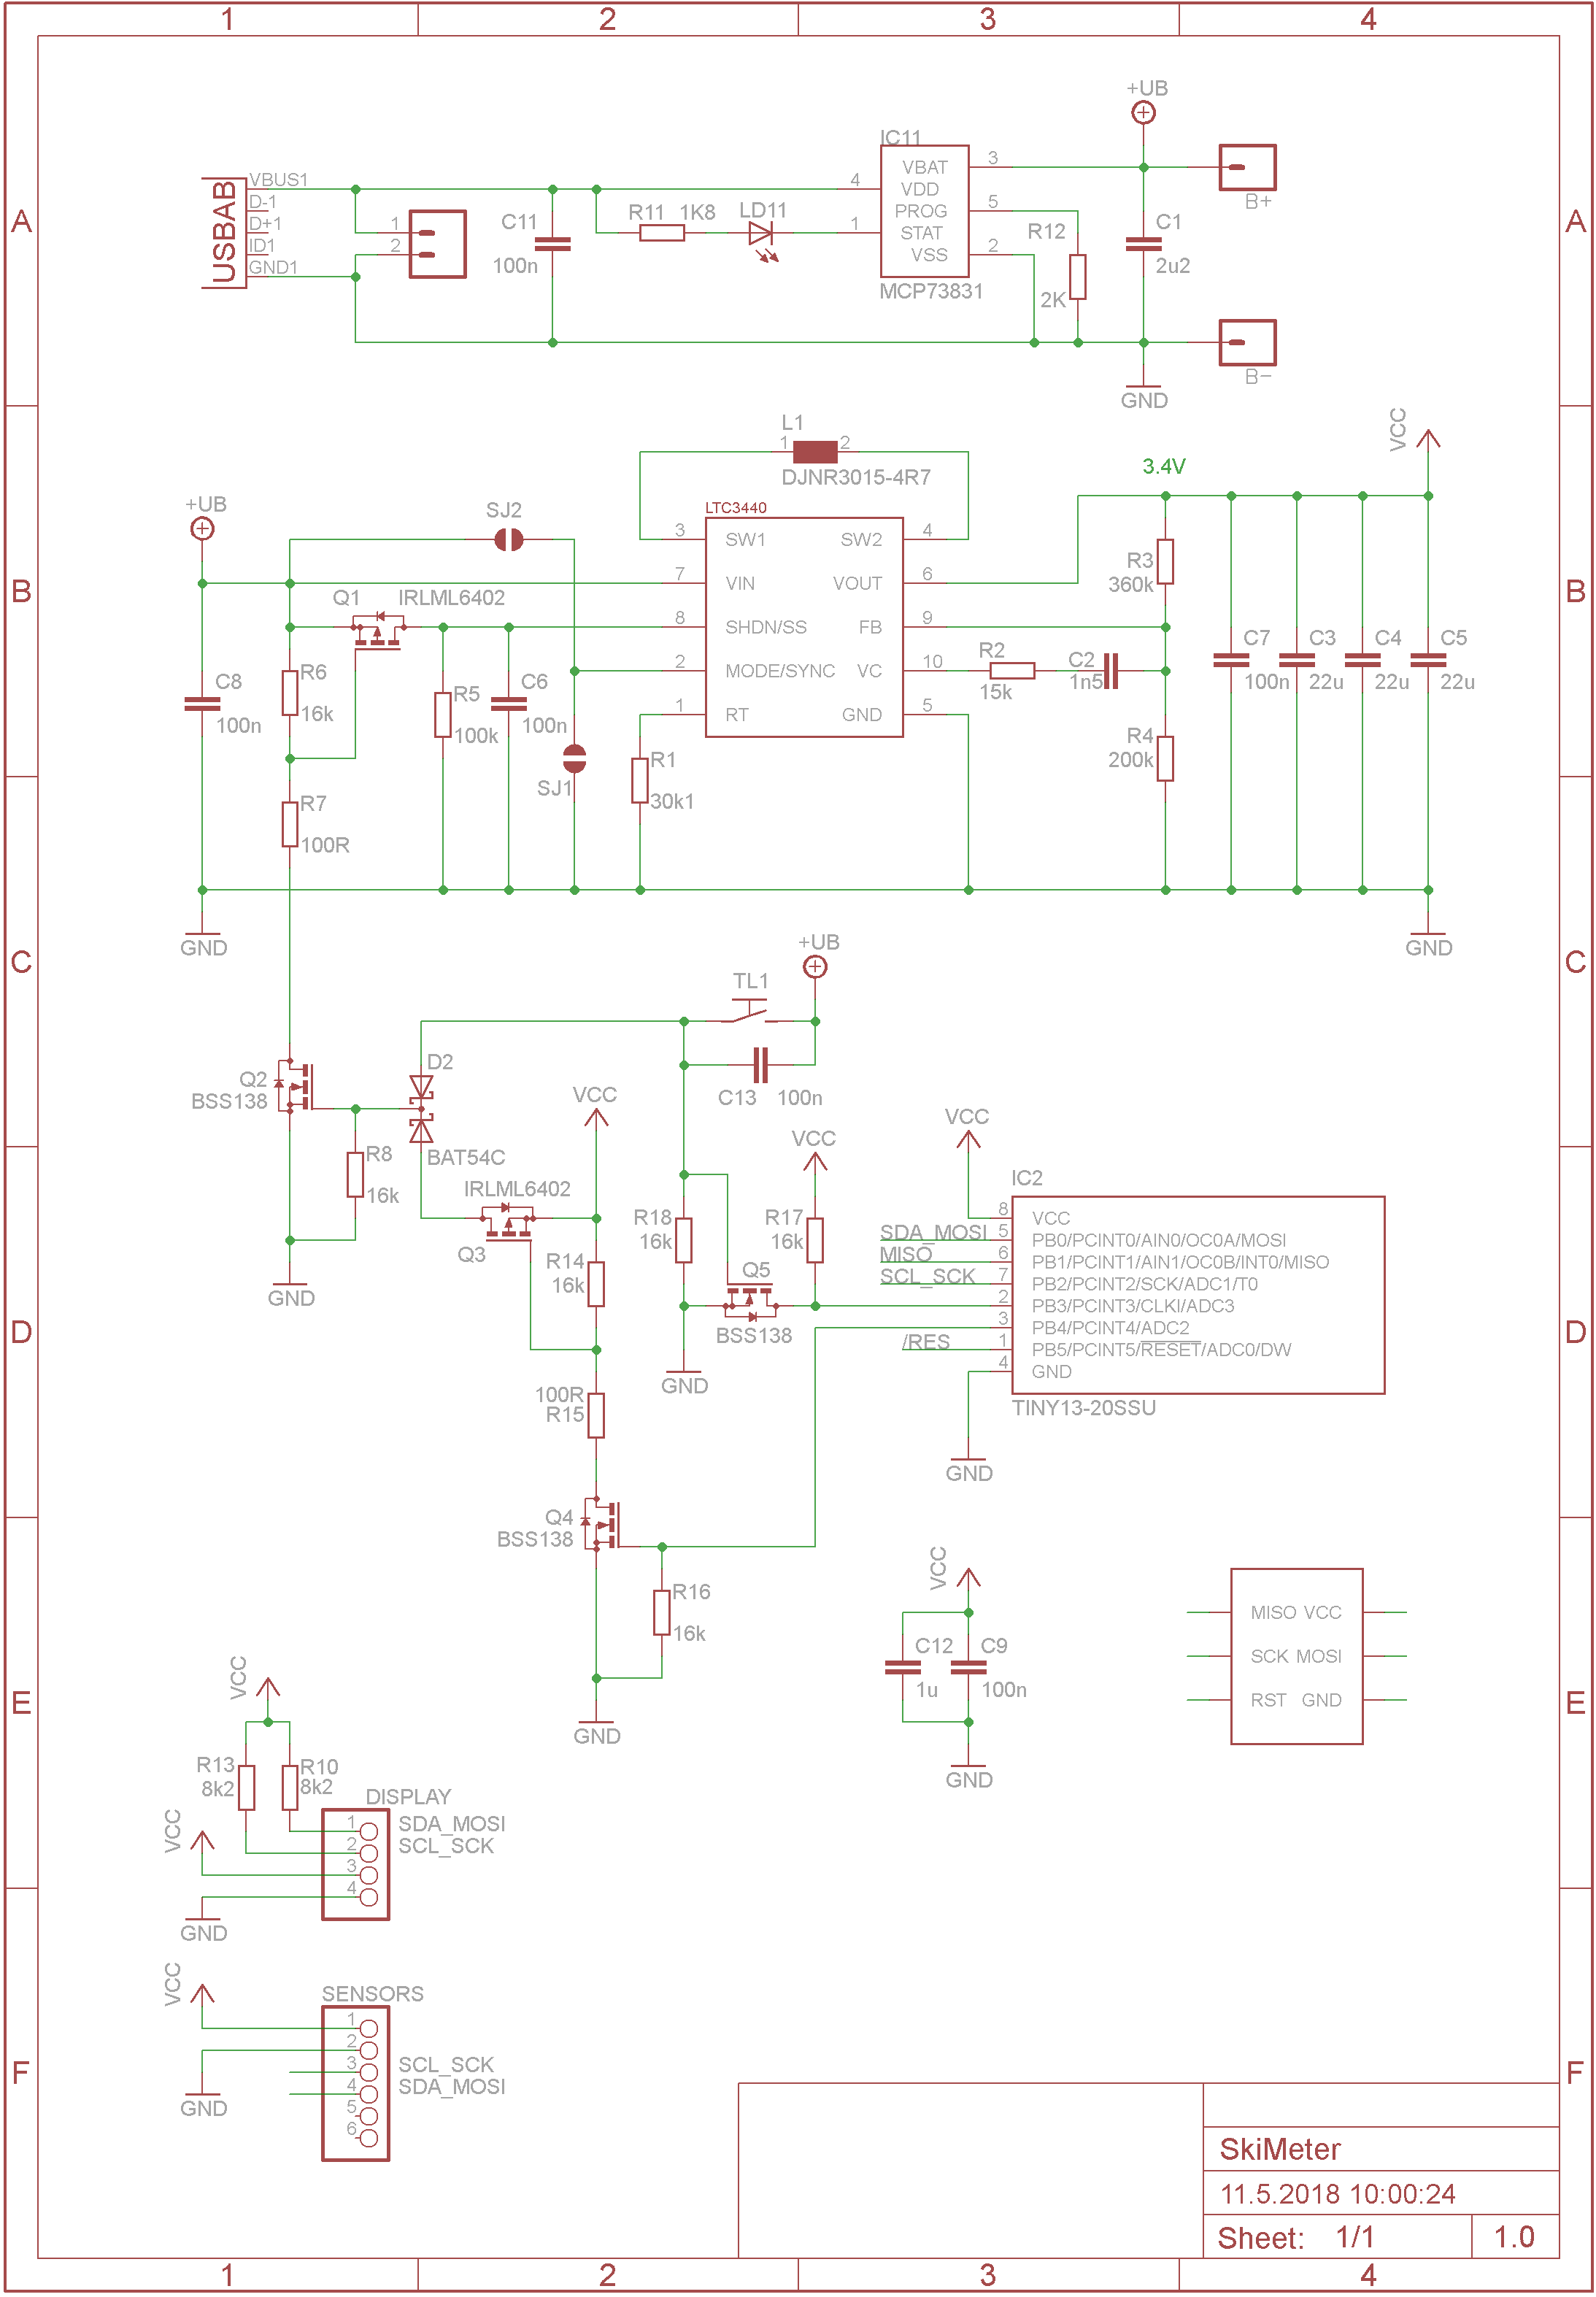 1 2 3 4
+UB
IC11
VBUS1
D-1
D+1
ID1
GND1
USBAB
1
2
C11
100n
R11 1K8
LD11
4
1
VBAT
VDD
PROG
STAT
VSS
3
5
2
MCP73831
R12
2K
C1
2u2
B+
B-
GND
A A
L1
1 2
DJNR3015-4R7
VCC
3.4V
+UB
SJ2
LTC3440
3 SW1 SW2 4
7 VIN VOUT 6
8 SHDN/SS FB 9
2 MODE/SYNC VC 10
1 RT GND 5
Q1 IRLML6402
R3
360k
R6
16k
C8
100n
R5
100k
C6
100n
SJ1
R1
30k1
R2
15k
C2
1n5
R4
200k
C7
100n
C3
22u
C4
22u
C5
22u
R7
100R
B B
GND
GND
C C
+UB
TL1
C13 100n
D2
BAT54C
Q2
BSS138
R8
16k
GND
VCC
IRLML6402
Q3
R14
16k
R18
16k
VCC
R17
16k
Q5
BSS138
GND
100R
R15
VCC
IC2
SDA_MOSI
MISO
SCL_SCK
/RES
8 VCC
5 PB0/PCINT0/AIN0/OC0A/MOSI
6 PB1/PCINT1/AIN1/OC0B/INT0/MISO
7 PB2/PCINT2/SCK/ADC1/T0
2 PB3/PCINT3/CLKI/ADC3
3 PB4/PCINT4/ADC2
1 PB5/PCINT5/RESET/ADC0/DW
4 GND
TINY13-20SSU
GND
D D
Q4
BSS138
R16
16k
GND
VCC
C12
1u
C9
100n
GND
MISO VCC
SCK MOSI
RST GND
E E
VCC
R13
8k2
R10
8k2
VCC
DISPLAY
1 SDA_MOSI
2 SCL_SCK
3
4
GND
VCC
SENSORS
1
2
3 SCL_SCK
4 SDA_MOSI
5
6
GND
F F
SkiMeter
11.5.2018 10:00:24
Sheet: 1/1 1.0
1 2 3 4